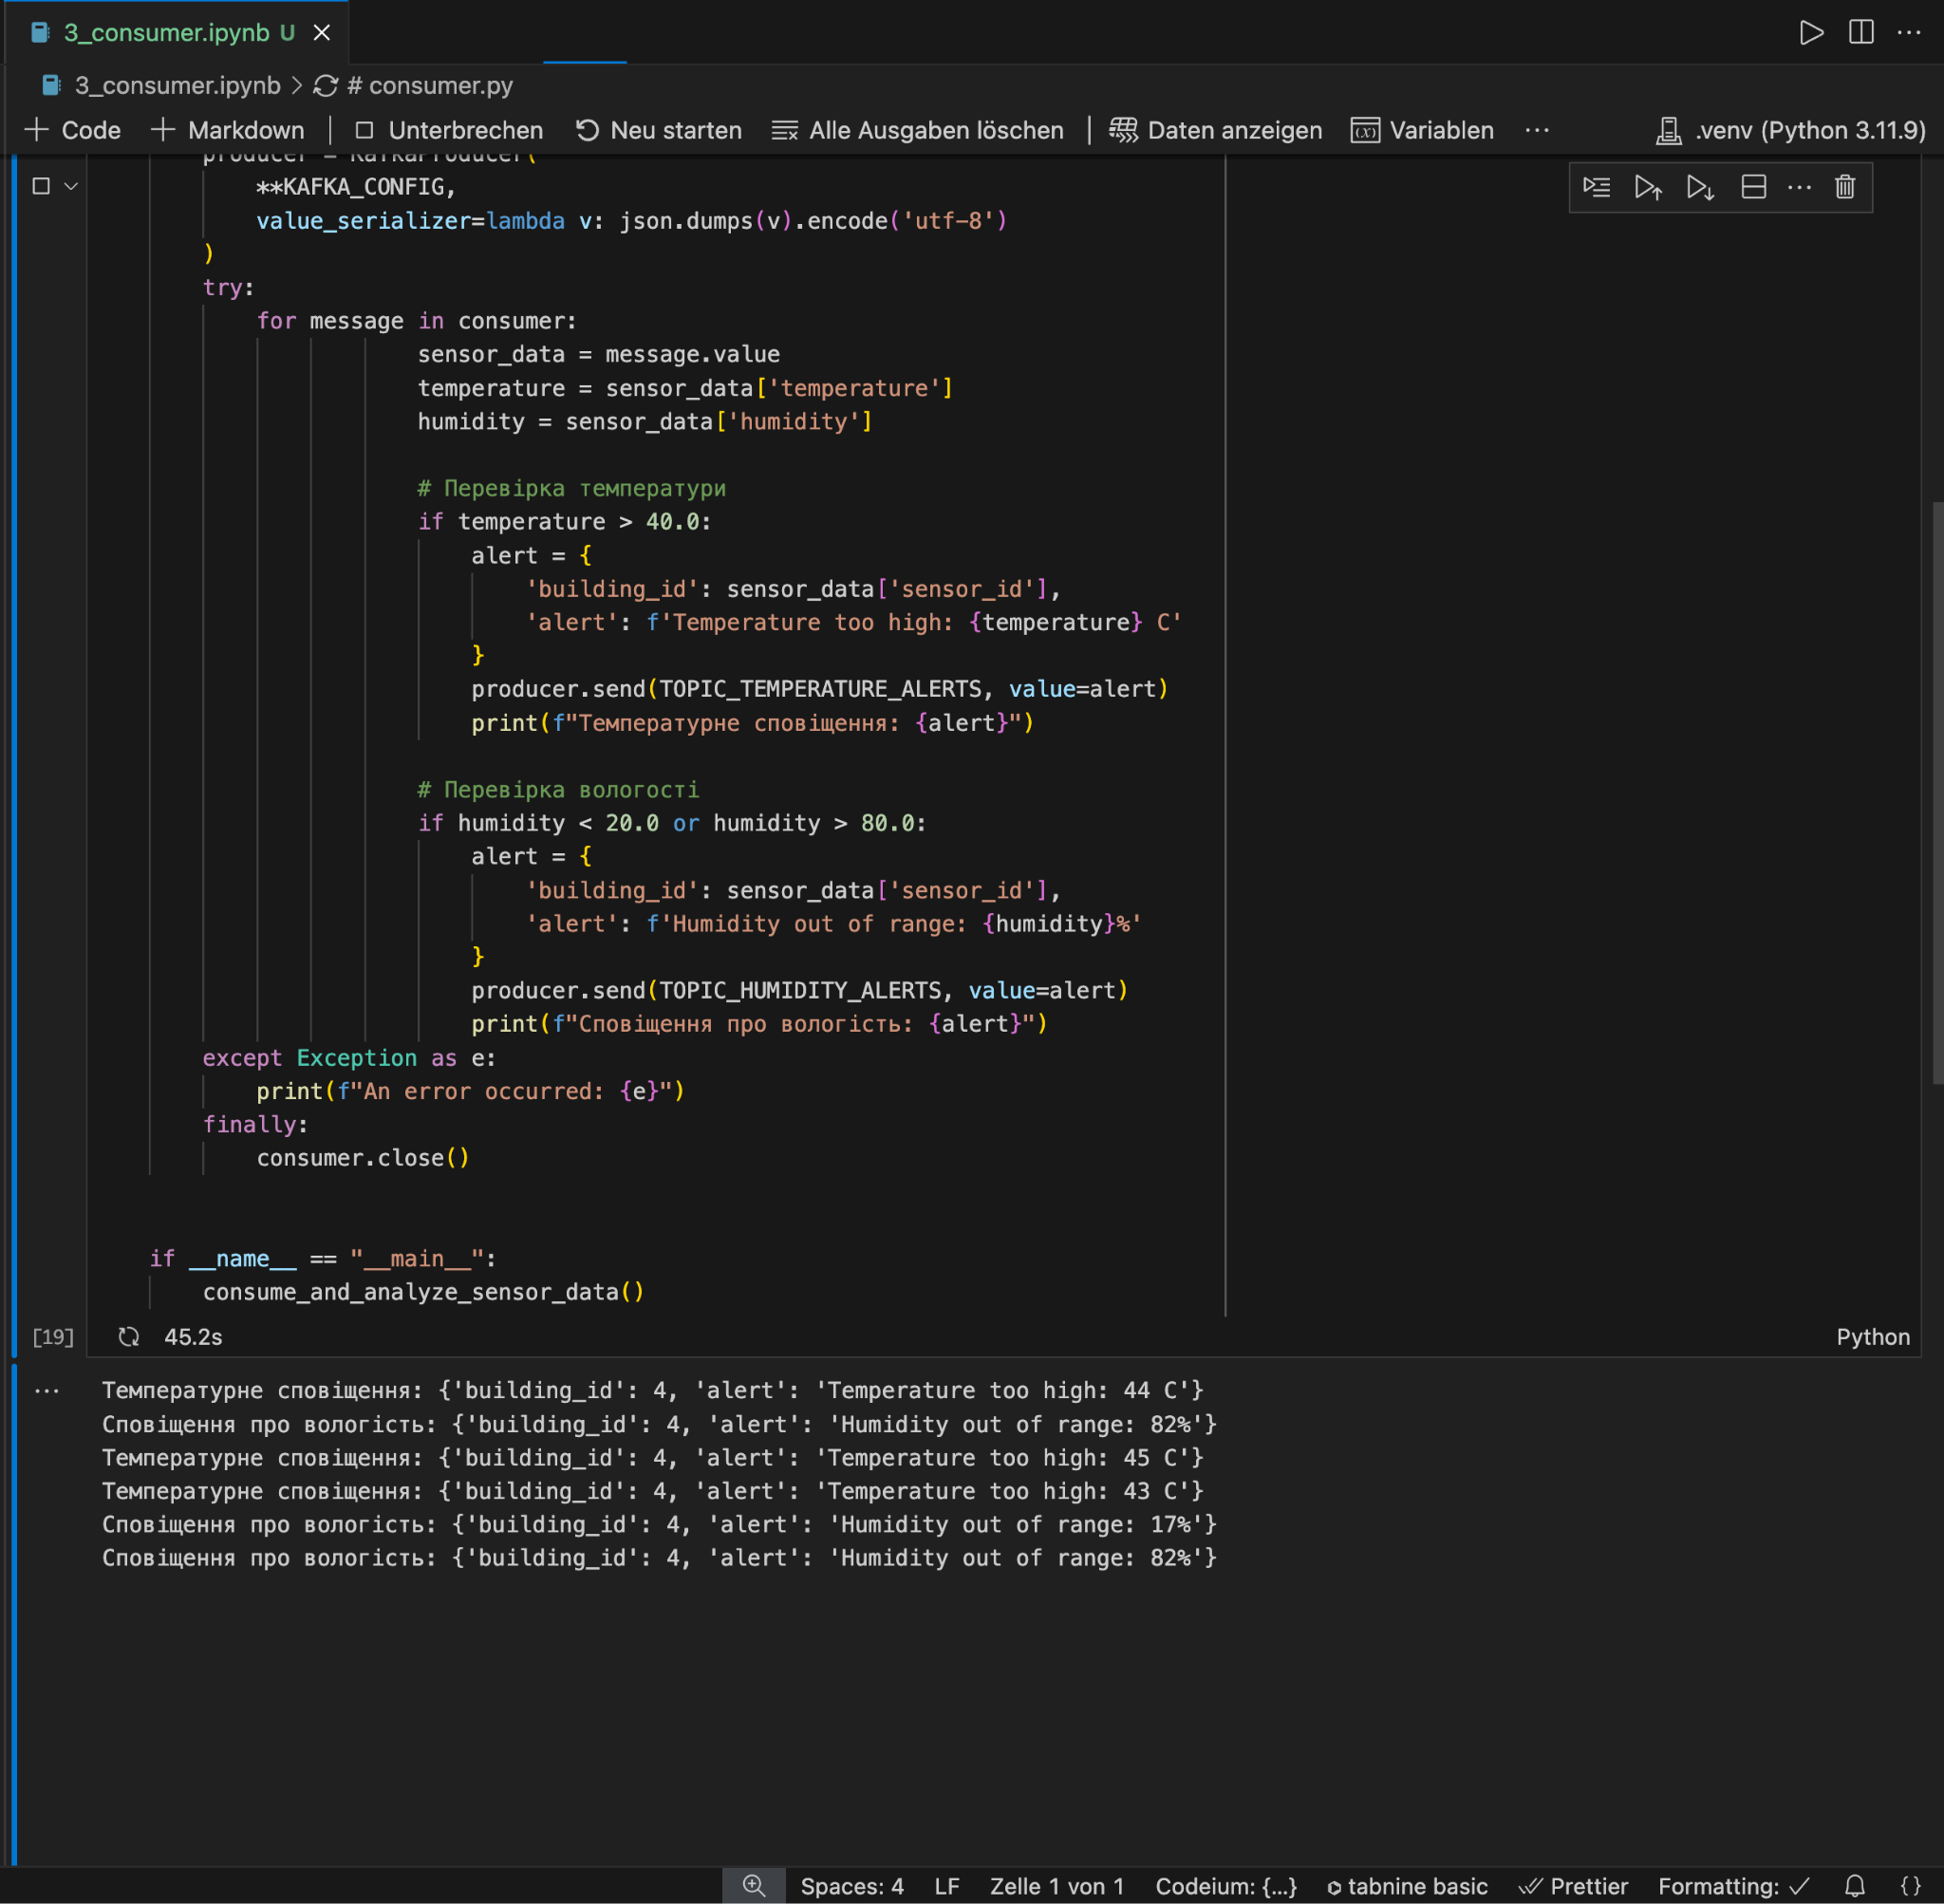 3_consumer.ipynb U
3_consumer.ipynb > # consumer.py
+ Code + Markdown | Unterbrechen Neu starten Alle Ausgaben löschen | Daten anzeigen Variablen ... .venv (Python 3.11.9)
producer = KafkaProducer(
**KAFKA_CONFIG,
value_serializer=lambda v: json.dumps(v).encode('utf-8')
)
try:
for message in consumer:
sensor_data = message.value
temperature = sensor_data['temperature']
humidity = sensor_data['humidity']
# Перевірка температури
if temperature > 40.0:
alert = {
'building_id': sensor_data['sensor_id'],
'alert': f'Temperature too high: {temperature} C'
}
producer.send(TOPIC_TEMPERATURE_ALERTS, value=alert)
print(f"Температурне сповіщення: {alert}")
# Перевірка вологості
if humidity < 20.0 or humidity > 80.0:
alert = {
'building_id': sensor_data['sensor_id'],
'alert': f'Humidity out of range: {humidity}%'
}
producer.send(TOPIC_HUMIDITY_ALERTS, value=alert)
print(f"Сповіщення про вологість: {alert}")
except Exception as e:
print(f"An error occurred: {e}")
finally:
consumer.close()
if __name__ == "__main__":
consume_and_analyze_sensor_data()
[19] 45.2s Python
Температурне сповіщення: {'building_id': 4, 'alert': 'Temperature too high: 44 C'}
Сповіщення про вологість: {'building_id': 4, 'alert': 'Humidity out of range: 82%'}
Температурне сповіщення: {'building_id': 4, 'alert': 'Temperature too high: 45 C'}
Температурне сповіщення: {'building_id': 4, 'alert': 'Temperature too high: 43 C'}
Сповіщення про вологість: {'building_id': 4, 'alert': 'Humidity out of range: 17%'}
Сповіщення про вологість: {'building_id': 4, 'alert': 'Humidity out of range: 82%'}
Spaces: 4 LF Zelle 1 von 1 Codeium: {...} tabnine basic Prettier Formatting: ✓ {}